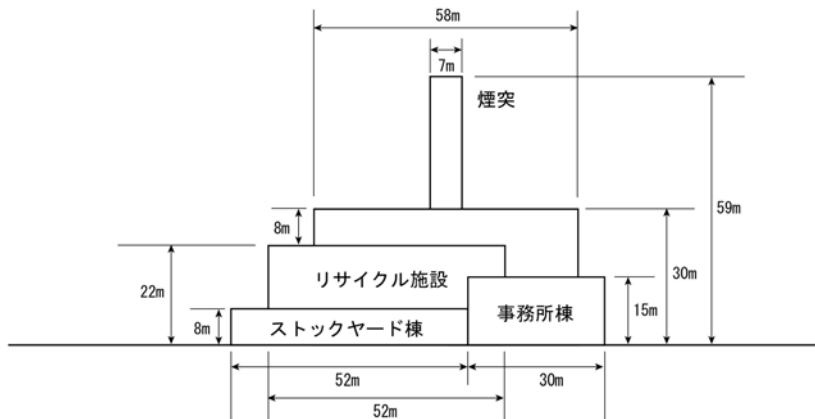 58m
7m
煙突
8m
59m
リサイクル施設
22m
30m
事務所棟
15m
8m
ストックヤード棟
52m
30m
52m